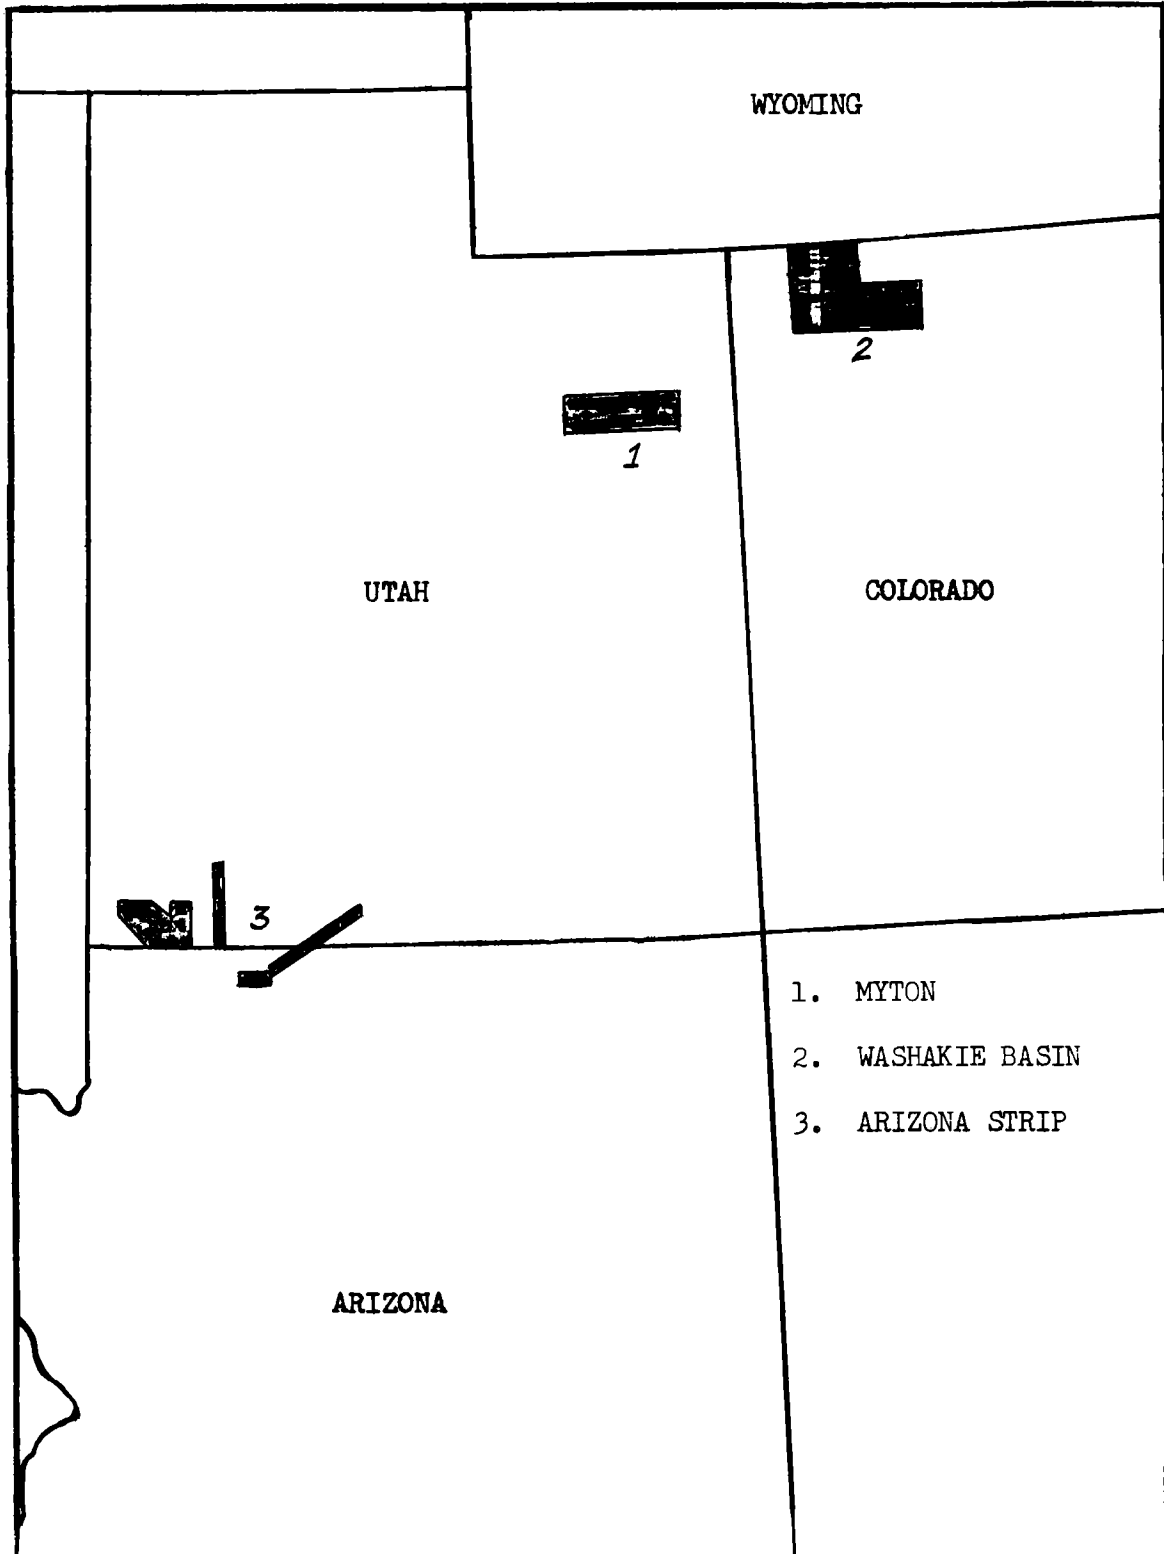 WYOMING
2
1
UTAH
COLORADO
3
1. MYTON
2. WASHAKIE BASIN
3. ARIZONA STRIP
ARIZONA